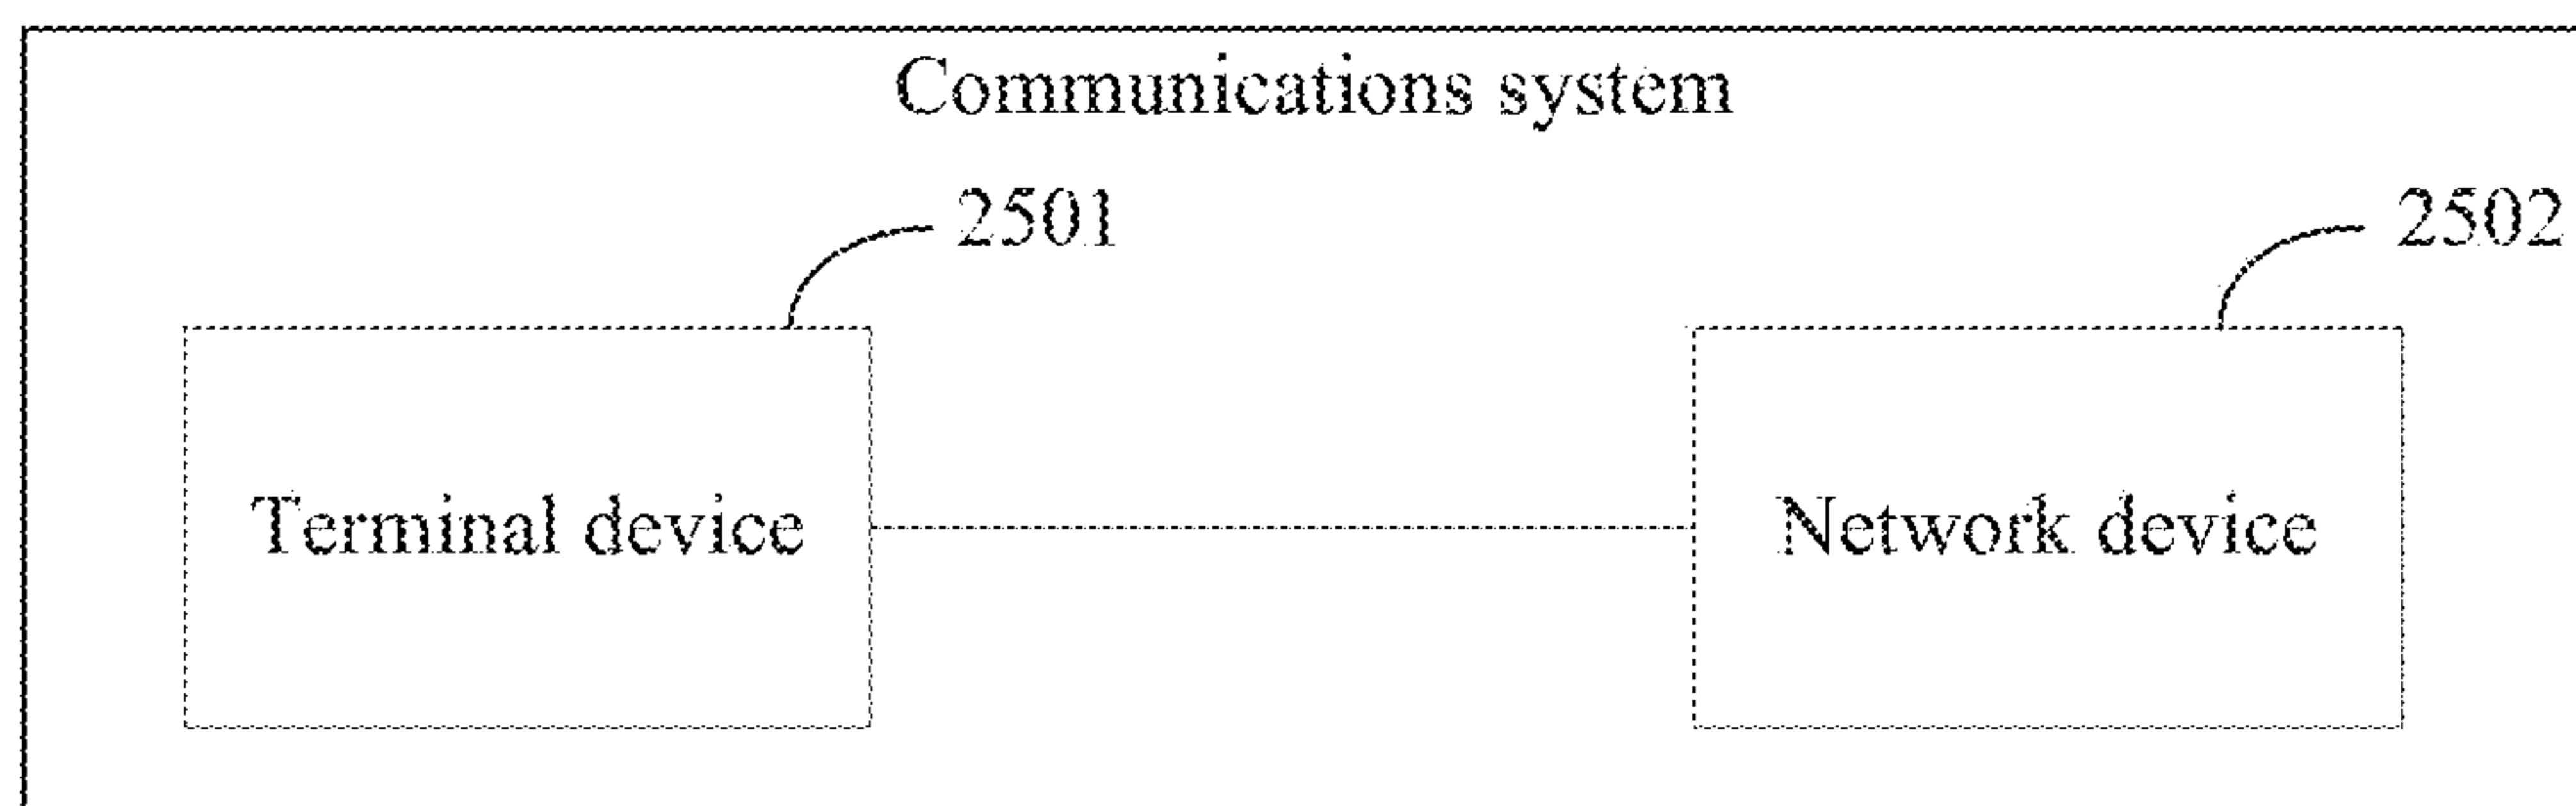 Communications system
2501
2502
Terminal device
Network device